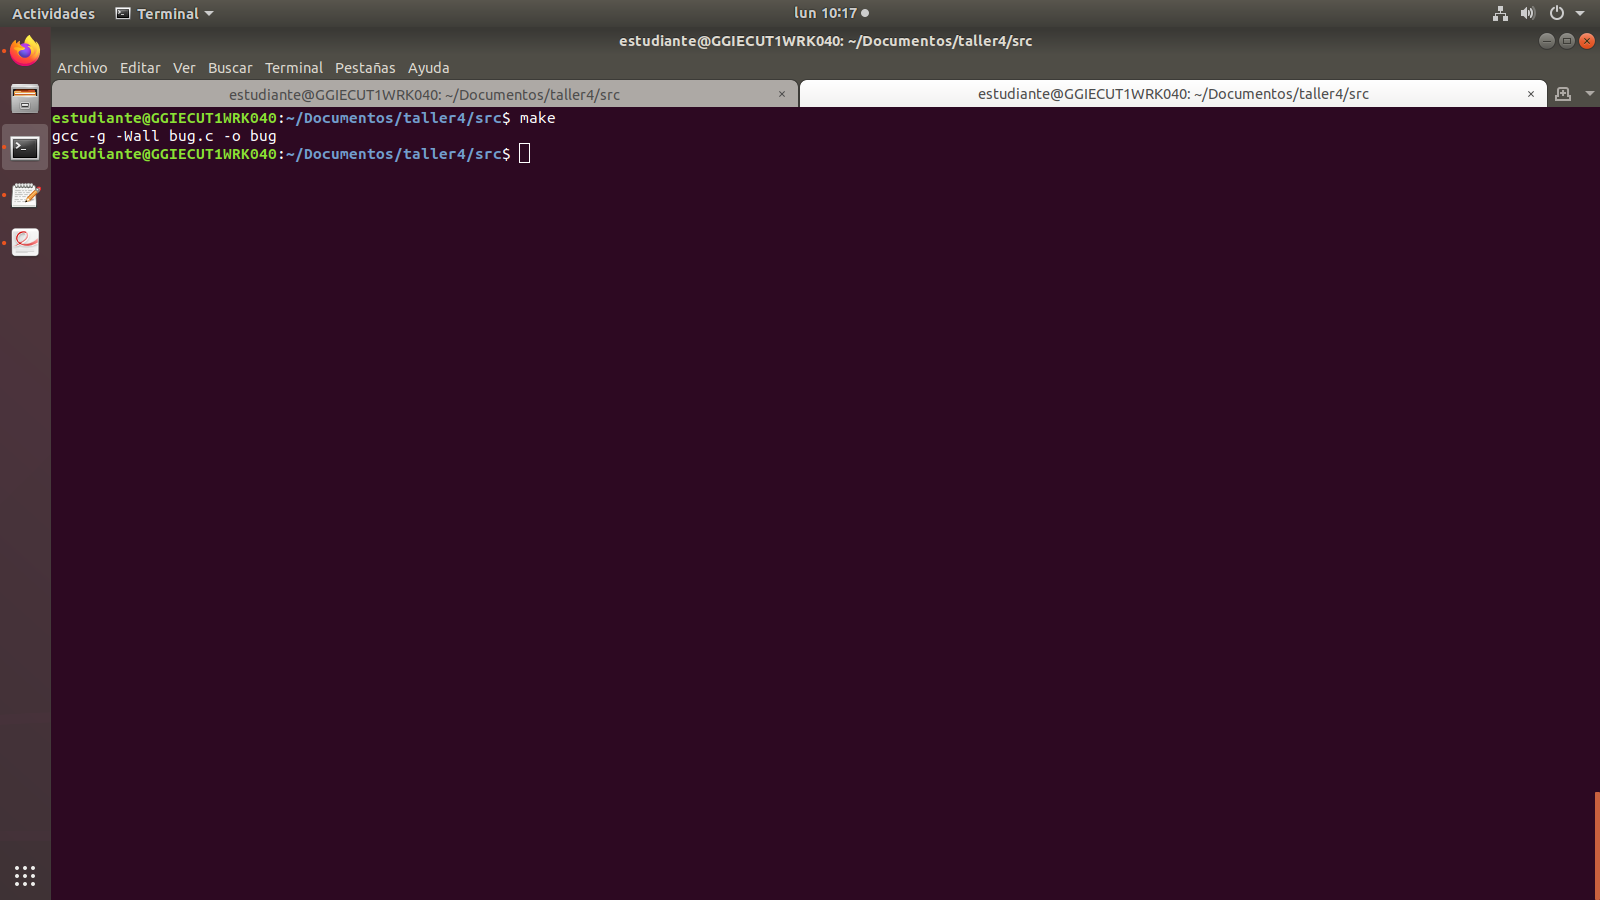 Actividades Terminal lun 10:17
estudiante@GGIECUT1WRK040: ~/Documentos/taller4/src
Archivo Editar Ver Buscar Terminal Pestañas Ayuda
estudiante@GGIECUT1WRK040: ~/Documentos/taller4/src × estudiante@GGIECUT1WRK040: ~/Documentos/taller4/src ×
estudiante@GGIECUT1WRK040:~/Documentos/taller4/src$ make
gcc -g -Wall bug.c -o bug
estudiante@GGIECUT1WRK040:~/Documentos/taller4/src$